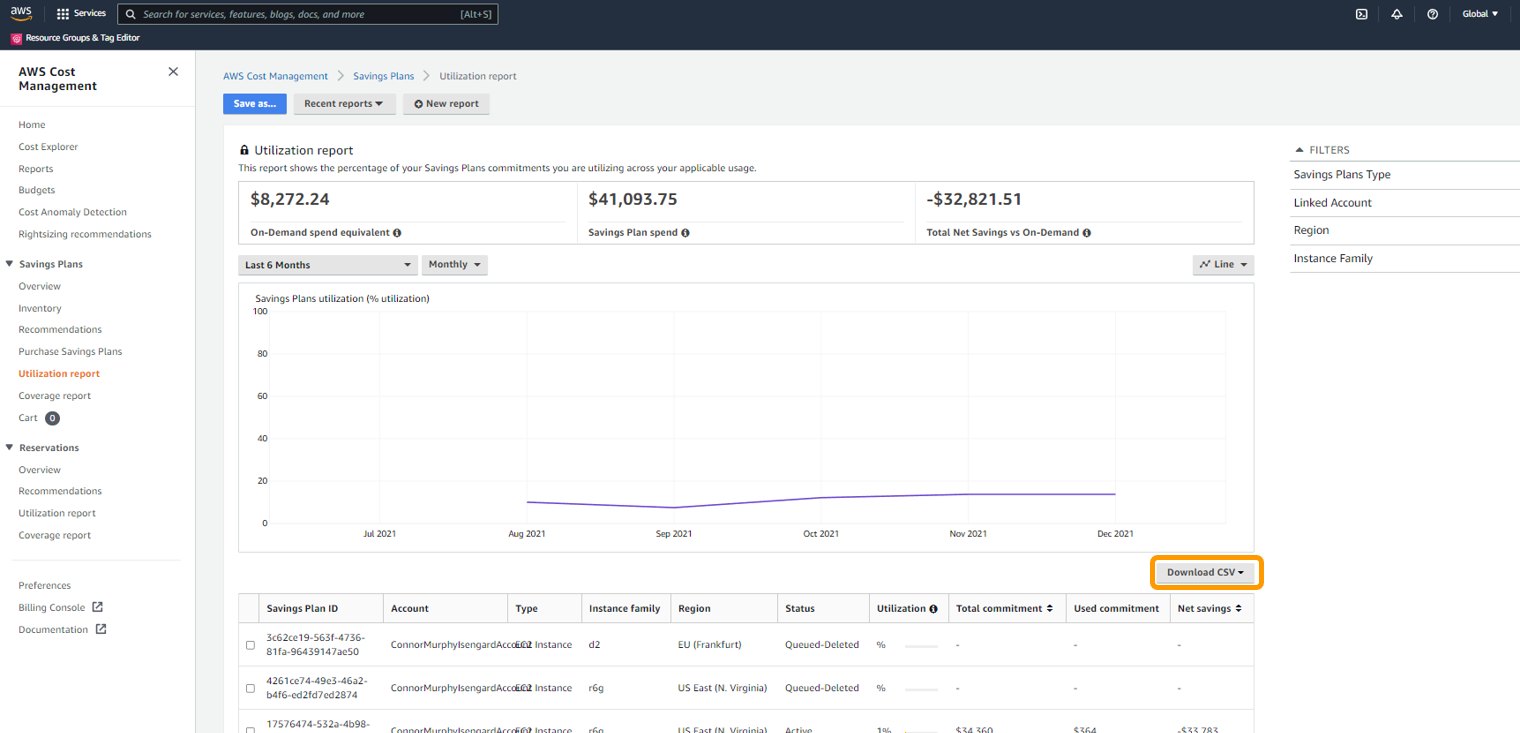 aws
Services
Search for services, features, blogs, docs, and more
[Alt+S]
Global
Resource Groups & Tag Editor
AWS Cost
Management
Home
Cost Explorer
Reports
Budgets
Cost Anomaly Detection
Rightsizing recommendations
Savings Plans
Overview
Inventory
Recommendations
Purchase Savings Plans
Utilization report
Coverage report
Cart 0
Reservations
Overview
Recommendations
Utilization report
Coverage report
Preferences
Billing Console
Documentation
AWS Cost Management > Savings Plans > Utilization report
Save as...
Recent reports
New report
Utilization report
This report shows the percentage of your Savings Plans commitments you are utilizing across your applicable usage.
$8,272.24
On-Demand spend equivalent
$41,093.75
Savings Plan spend
-$32,821.51
Total Net Savings vs On-Demand
Last 6 Months
Monthly
Line
Savings Plans utilization (% utilization)
100
80
60
40
20
0
Jul 2021 Aug 2021 Sep 2021 Oct 2021 Nov 2021 Dec 2021
Download CSV
Savings Plan ID Account Type Instance family Region Status Utilization Total commitment Used commitment Net savings
3c62ce19-563f-4736-
81fa-96439147ae50
ConnorMurphyIsengardAccount EC2 Instance d2 EU (Frankfurt) Queued-Deleted % - - -
4261ce74-49e3-46a2-
b4f6-ed2fd7ed2874
ConnorMurphyIsengardAccount EC2 Instance r6g US East (N. Virginia) Queued-Deleted % - - -
17576474-532a-4b98-
ConnorMurphyIsengardAccount EC2 Instance r6g US East (N. Virginia) Active 1% $34,360 $364 -$33,783
FILTERS
Savings Plans Type
Linked Account
Region
Instance Family